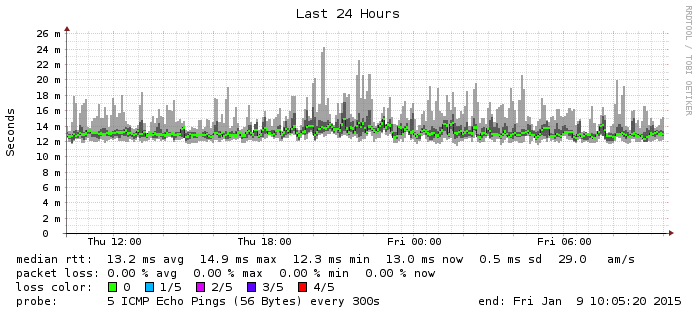 Last 24 Hours
RRDTOOL / TOBI OETIKER
Seconds
26 m
24 m
22 m
20 m
18 m
16 m
14 m
12 m
10 m
8 m
6 m
4 m
2 m
0
Thu 12:00 Thu 18:00 Fri 00:00 Fri 06:00
median rtt: 13.2 ms avg 14.9 ms max 12.3 ms min 13.0 ms now 0.5 ms sd 29.0 am/s
packet loss: 0.00 % avg 0.00 % max 0.00 % min 0.00 % now
loss color: 0 1/5 2/5 3/5 4/5
probe: 5 ICMP Echo Pings (56 Bytes) every 300s end: Fri Jan 9 10:05:20 2015